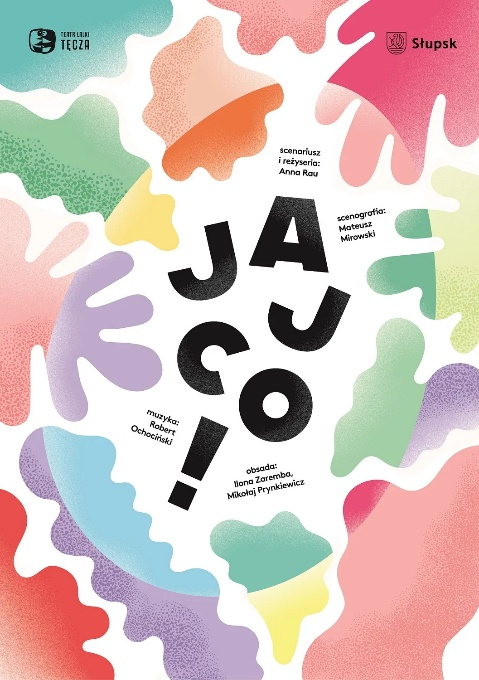 TEATR LALKI
TĘCZA
Słupsk
scenariusz
i reżyseria:
Anna Rau
scenografia:
Mateusz
Mirowski
JA
J
CO
!
muzyka:
Robert
Ochociński
obsada:
Ilona Zaremba,
Mikołaj Prynkiewicz